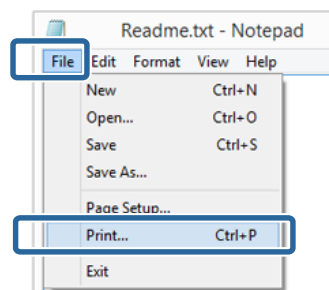 Readme.txt - Notepad
File Edit Format View Help
New Ctrl+N
Open... Ctrl+O
Save Ctrl+S
Save As...
Page Setup...
Print... Ctrl+P
Exit